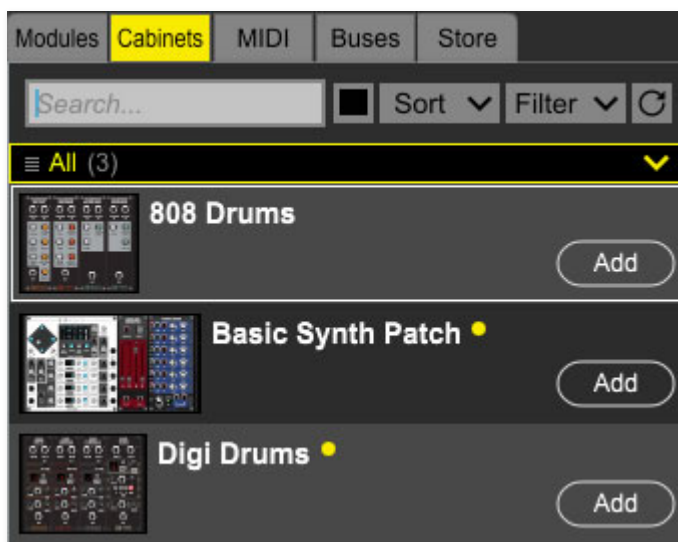 Modules Cabinets MIDI Buses Store
Search... Sort Filter
All (3)
808 Drums
Add
Basic Synth Patch
Add
Digi Drums
Add